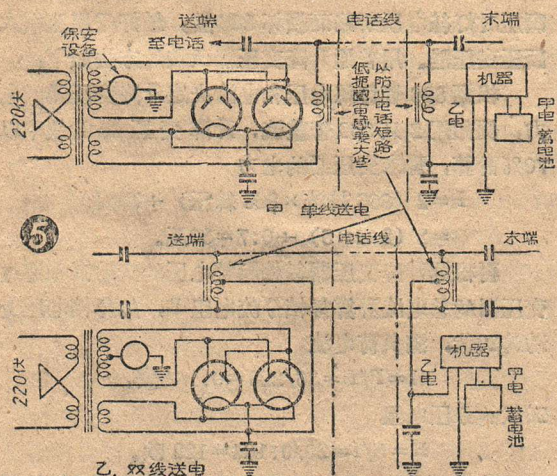 送端
电话线
末端
至电话
保安
设备
220伏
以防止电话短路)
低扼圈(电感要大些
机器
乙电
甲电
蓄电池
甲 单线送电
5
送端
电话线
末端
220伏
机器
乙电
甲电
蓄电池
乙. 双线送电